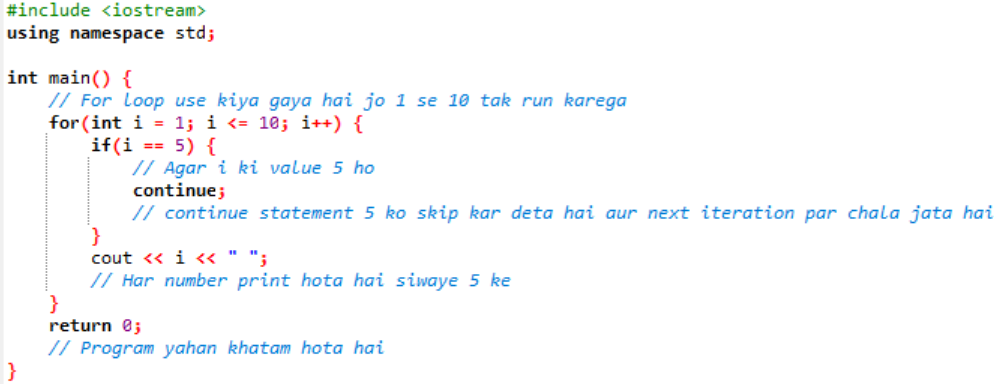 #include <iostream>
using namespace std;

int main() {
    // For loop use kiya gaya hai jo 1 se 10 tak run karega
    for(int i = 1; i <= 10; i++) {
        if(i == 5) {
            // Agar i ki value 5 ho
            continue;
            // continue statement 5 ko skip kar deta hai aur next iteration par chala jata hai
        }
        cout << i << " ";
        // Har number print hota hai siwaye 5 ke
    }
    return 0;
    // Program yahan khatam hota hai
}